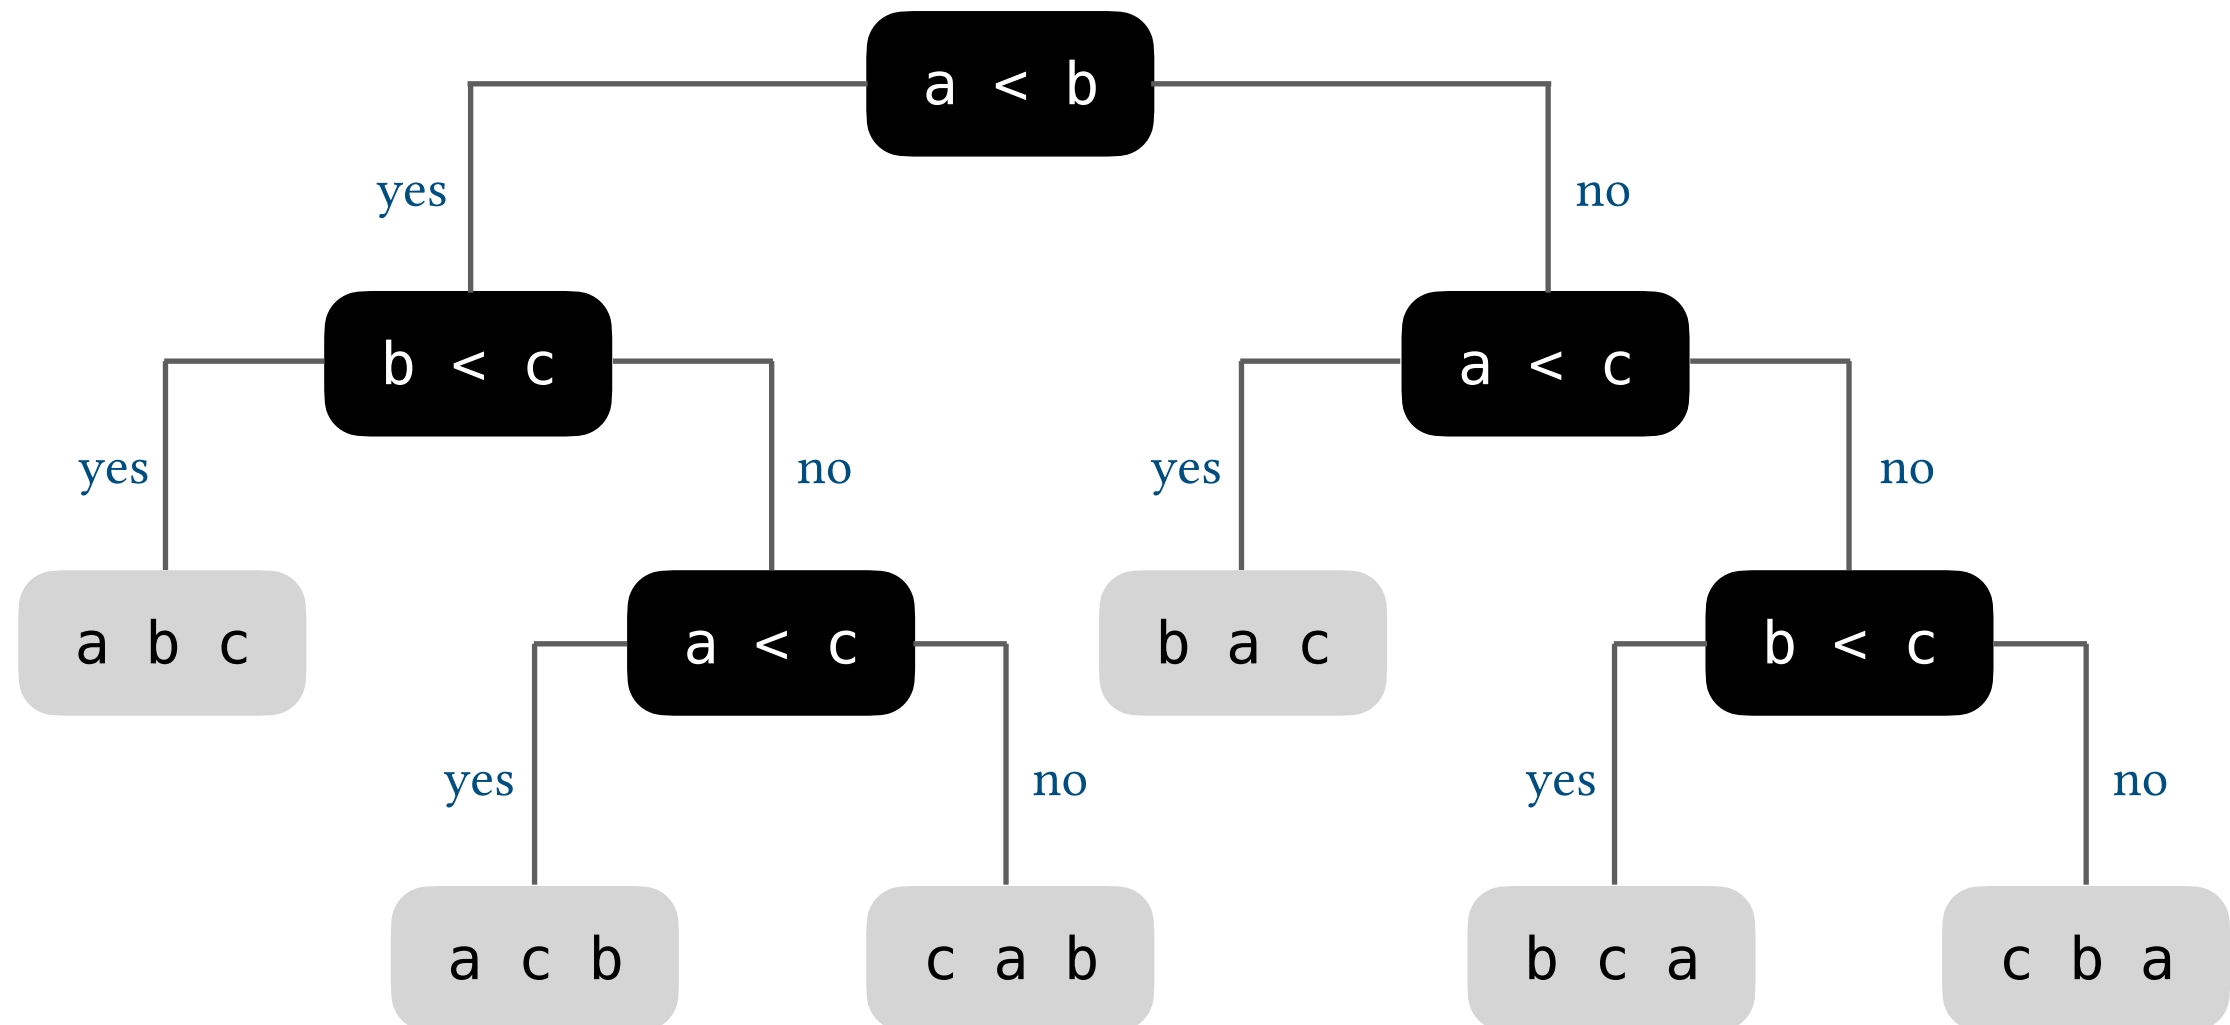 a < b
yes
no
b < c
a < c
yes
no
yes
no
a b c
a < c
b a c
b < c
yes
no
yes
no
a c b
c a b
b c a
c b a